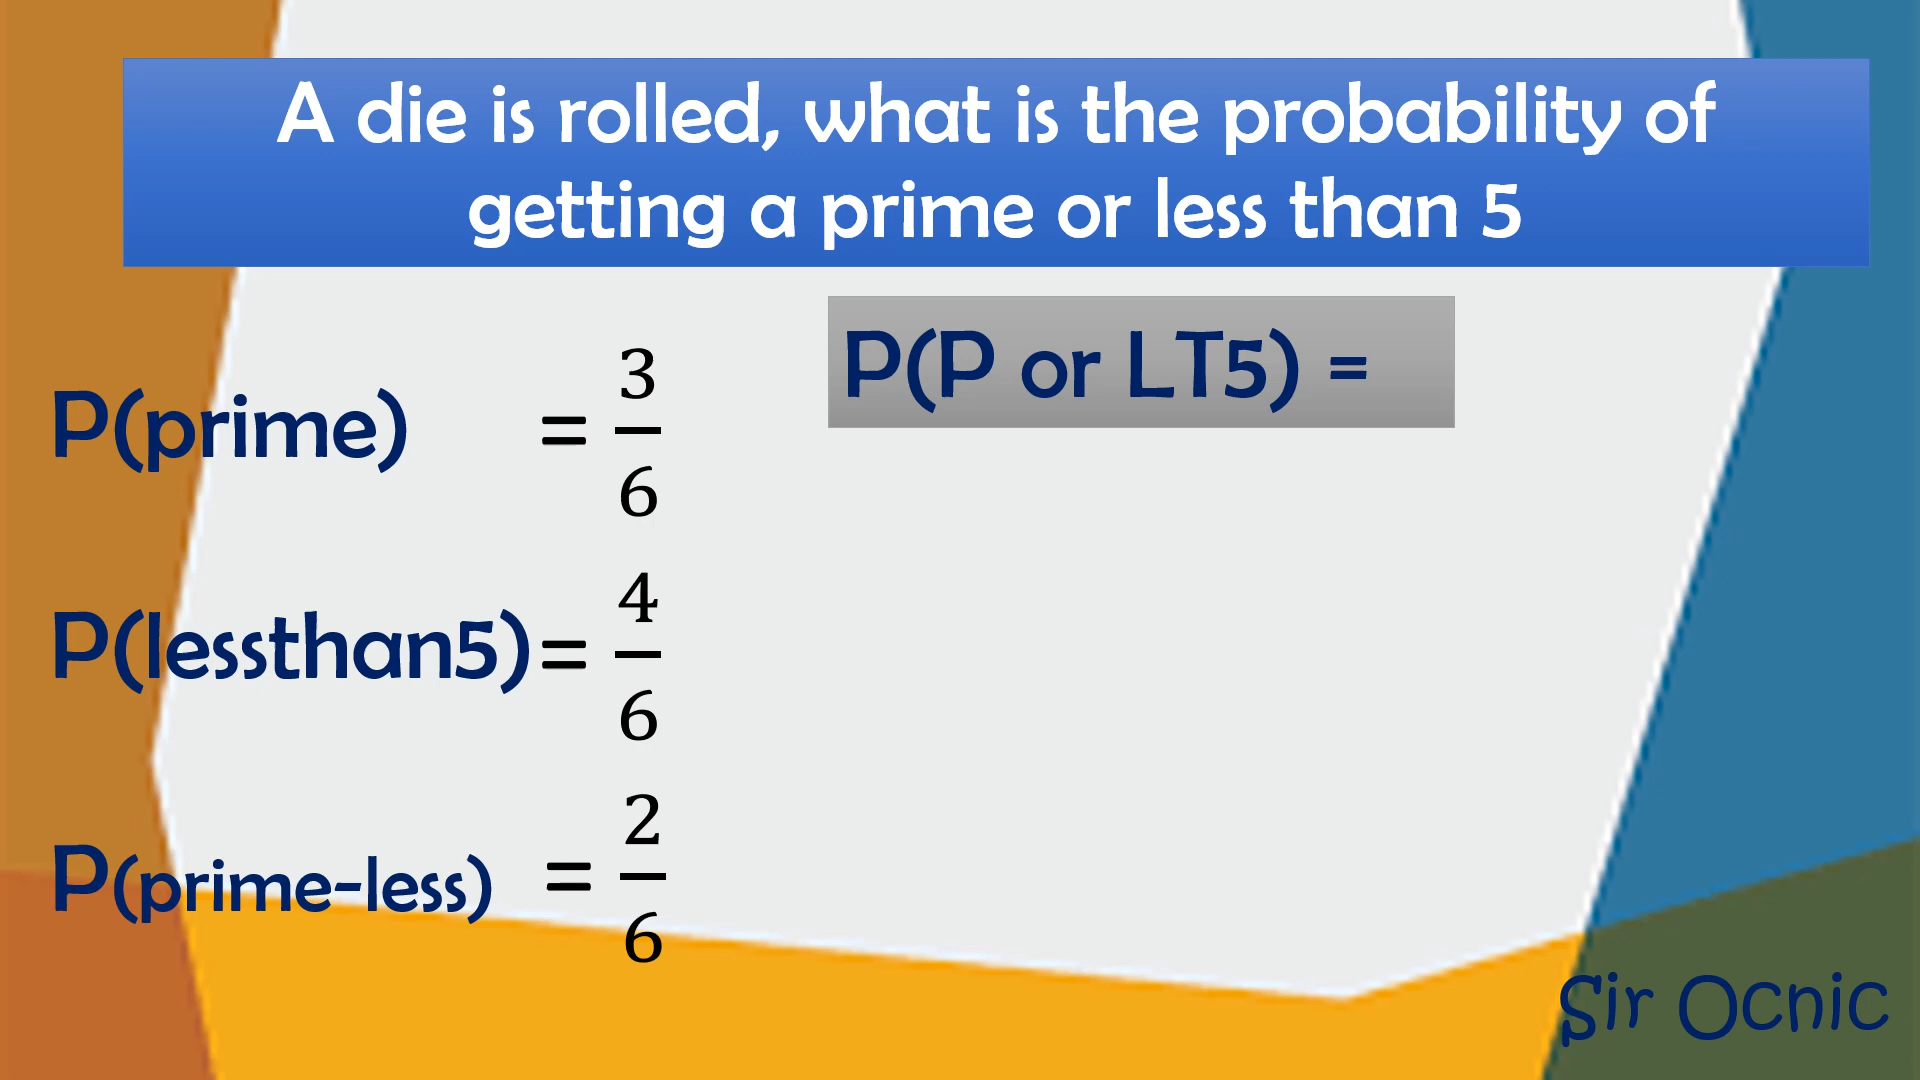 A die is rolled, what is the probability of
getting a prime or less than 5
P(P or LT5) =
P(prime) = 3/6
P(lessthan5) = 4/6
P(prime-less) = 2/6
Sir Ocnic